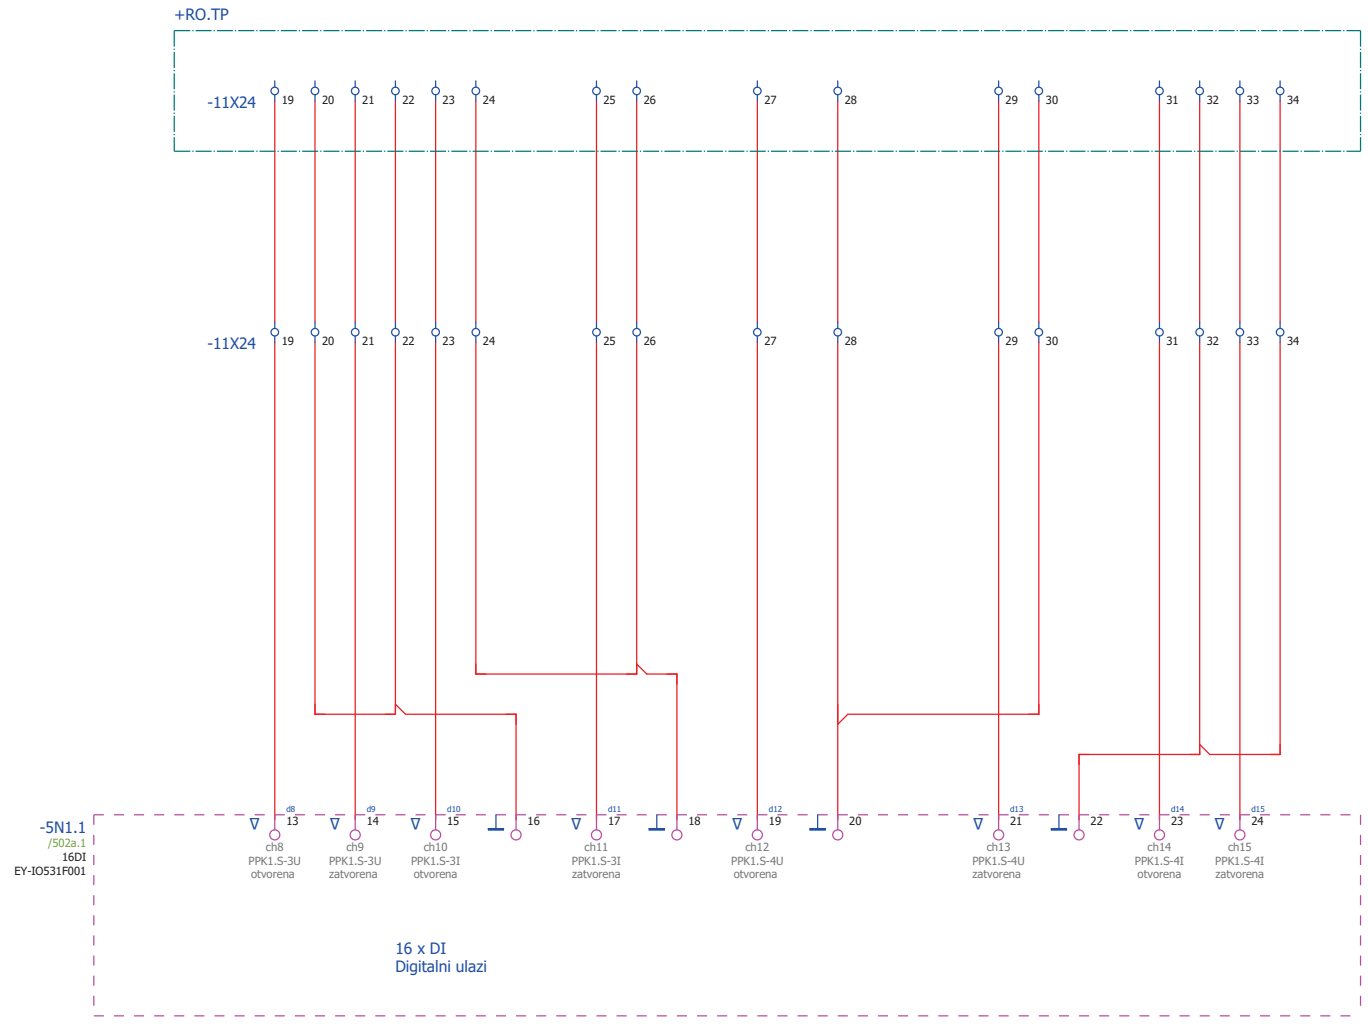 +RO.TP
-11X24 19 20 21 22 23 24 25 26 27 28 29 30 31 32 33 34
-11X24 19 20 21 22 23 24 25 26 27 28 29 30 31 32 33 34
d8 d9 d10 d11 d12 d13 d14 d15
-5N1.1 13 14 15 16 17 18 19 20 21 22 23 24
/502a.1
16DI
EY-IO531F001
ch8 ch9 ch10 ch11 ch12 ch13 ch14 ch15
PPK1.S-3U PPK1.S-3U PPK1.S-3I PPK1.S-3I PPK1.S-4U PPK1.S-4U PPK1.S-4I PPK1.S-4I
otvorena zatvorena otvorena zatvorena otvorena zatvorena otvorena zatvorena
16 x DI
Digitalni ulazi